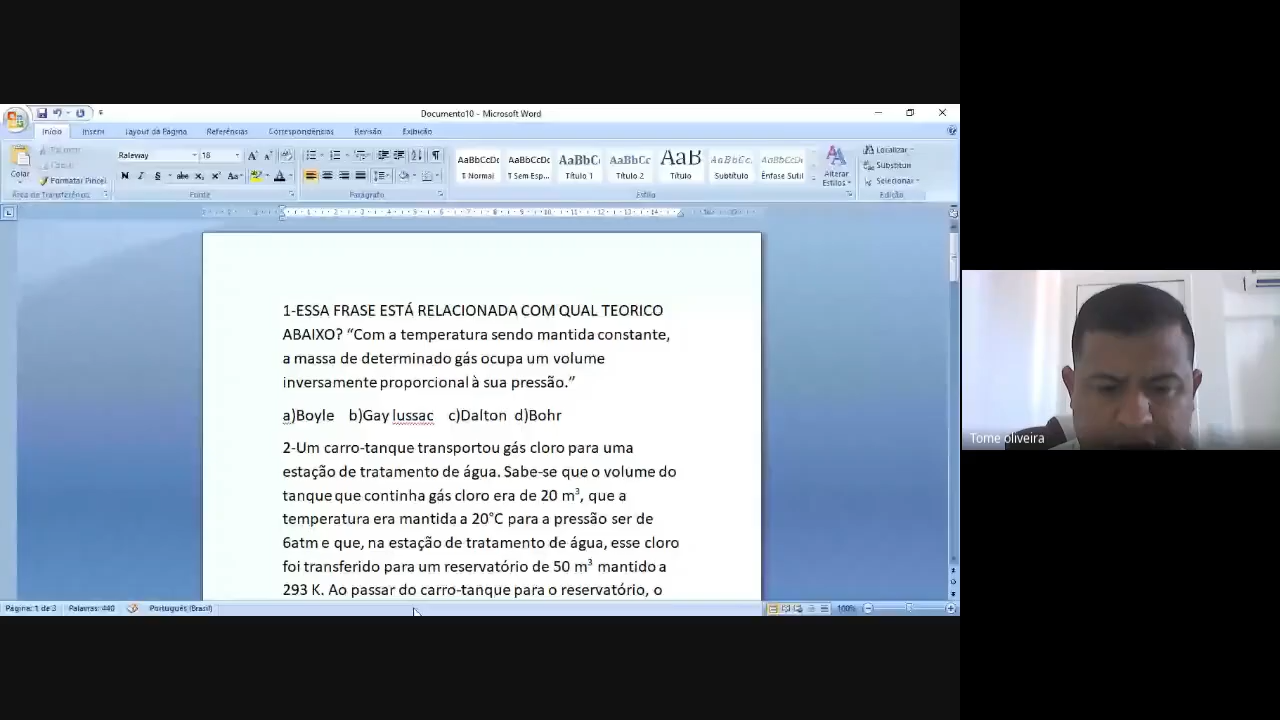 Documento10 - Microsoft Word
Início Inserir Layout da Página Referências Correspondências Revisão Exibição
Raleway 18
Colar
Formatar Pincel
Área de Transferência Fonte Parágrafo Estilo Edição
AaBbCcDc AaBbCcDc AaBbC AaBbCc AaB AaBbCc. AaBbCcDc
¶ Normal ¶ Sem Esp... Título 1 Título 2 Título Subtítulo Ênfase Sutil
Alterar Estilos
Localizar
Substituir
Selecionar
1-ESSA FRASE ESTÁ RELACIONADA COM QUAL TEORICO
ABAIXO? “Com a temperatura sendo mantida constante,
a massa de determinado gás ocupa um volume
inversamente proporcional à sua pressão.”
a)Boyle b)Gay lussac c)Dalton d)Bohr
2-Um carro-tanque transportou gás cloro para uma
estação de tratamento de água. Sabe-se que o volume do
tanque que continha gás cloro era de 20 m³, que a
temperatura era mantida a 20°C para a pressão ser de
6atm e que, na estação de tratamento de água, esse cloro
foi transferido para um reservatório de 50 m³ mantido a
293 K. Ao passar do carro-tanque para o reservatório, o
Página: 1 de 3 Palavras: 440 Português (Brasil) 100%
Tome oliveira